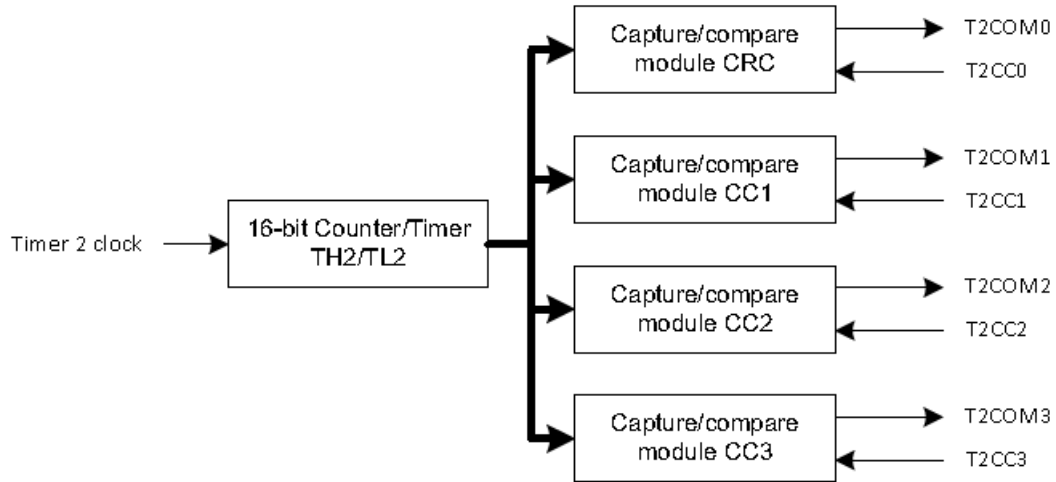 Capture/compare
module CRC
T2COM0
T2CC0
Capture/compare
module CC1
T2COM1
T2CC1
Timer 2 clock
16-bit Counter/Timer
TH2/TL2
Capture/compare
module CC2
T2COM2
T2CC2
Capture/compare
module CC3
T2COM3
T2CC3